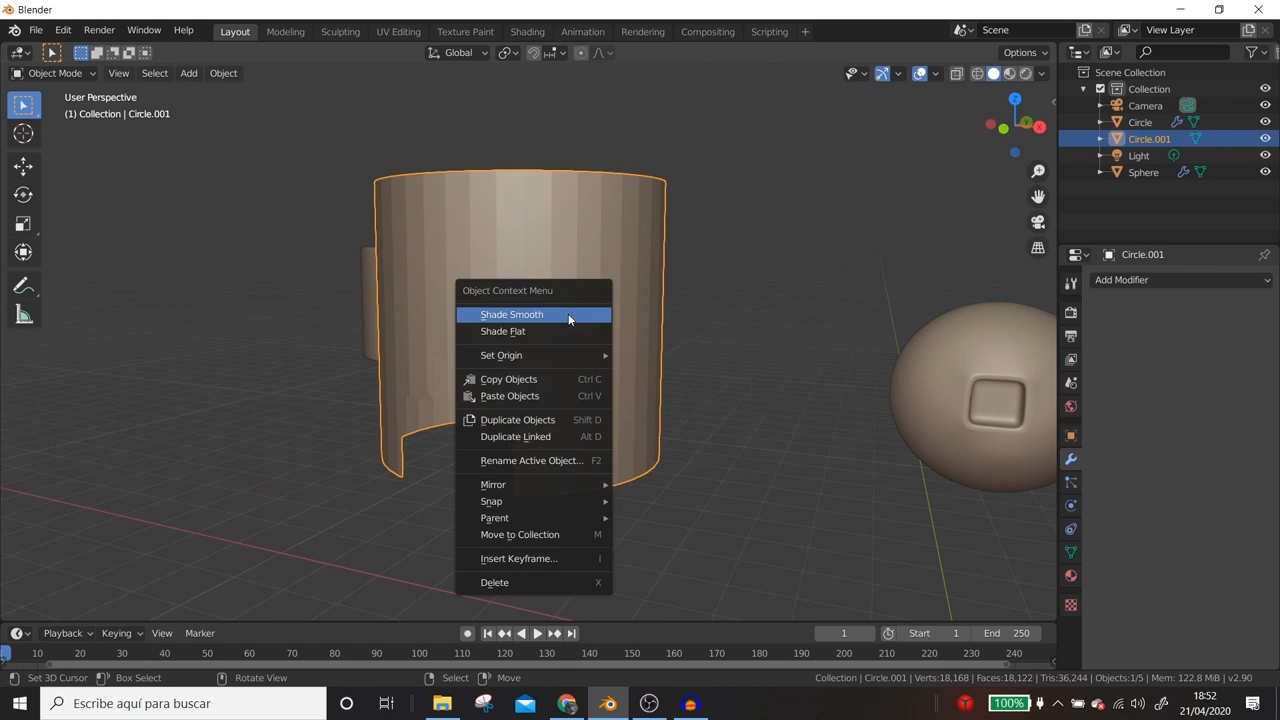 Blender
File Edit Render Window Help Layout Modeling Sculpting UV Editing Texture Paint Shading Animation Rendering Compositing Scripting + Scene View Layer
Global Options
Object Mode View Select Add Object
User Perspective
(1) Collection | Circle.001
Z
X
Y
Scene Collection
Collection
Camera
Circle
Circle.001
Light
Sphere
Circle.001
Add Modifier
Object Context Menu
Shade Smooth
Shade Flat
Set Origin
Copy Objects Ctrl C
Paste Objects Ctrl V
Duplicate Objects Shift D
Duplicate Linked Alt D
Rename Active Object... F2
Mirror
Snap
Parent
Move to Collection M
Insert Keyframe... I
Delete X
Playback Keying View Marker 1 Start 1 End 250
10 20 30 40 50 60 70 80 90 100 110 120 130 140 150 160 170 180 190 200 210 220 230 240
Set 3D Cursor Box Select Rotate View Select Move Collection | Circle.001 | Verts:18,168 | Faces:18,122 | Tris:36,244 | Objects:1/5 | Mem: 122.8 MiB | v2.90
Escribe aquí para buscar 100% 18:52
21/04/2020